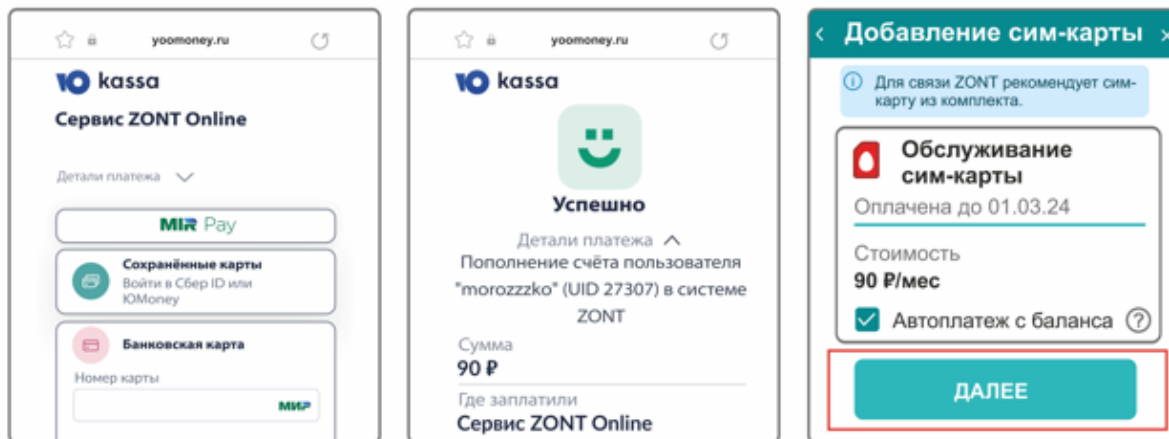 yoomoney.ru
Ю kassa
Сервис ZONT Online
Детали платежа
MIR Pay
Сохранённые карты
Войти в Сбер ID или
ЮMoney
Банковская карта
Номер карты
МИР
yoomoney.ru
Ю kassa
Успешно
Детали платежа
Пополнение счёта пользователя
"morozzzko" (UID 27307) в системе
ZONT
Сумма
90 ₽
Где заплатили
Сервис ZONT Online
Добавление сим-карты
Для связи ZONT рекомендует сим-
карту из комплекта.
Обслуживание
сим-карты
Оплачена до 01.03.24
Стоимость
90 ₽/мес
Автоплатеж с баланса ?
ДАЛЕЕ